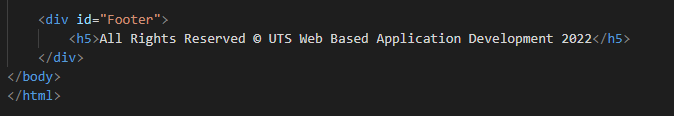 <div id="Footer">
<h5>All Rights Reserved © UTS Web Based Application Development 2022</h5>
</div>
</body>
</html>